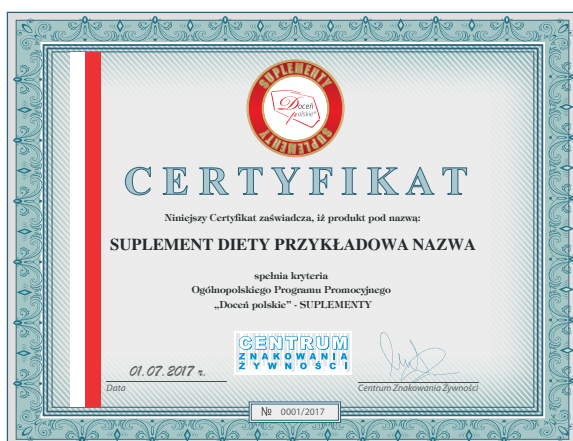 SUPLEMENTY
Doceń
polskie®
SUPLEMENTY
CERTYFIKAT
Niniejszy Certyfikat zaświadcza, iż produkt pod nazwą:
SUPLEMENT DIETY PRZYKŁADOWA NAZWA
spełnia kryteria
Ogólnopolskiego Programu Promocyjnego
„Doceń polskie” - SUPLEMENTY
CENTRUM
ZNAKOWANIA
ŻYWNOŚCI
01.07.2017 r.
Data
Centrum Znakowania Żywności
№ 0001/2017